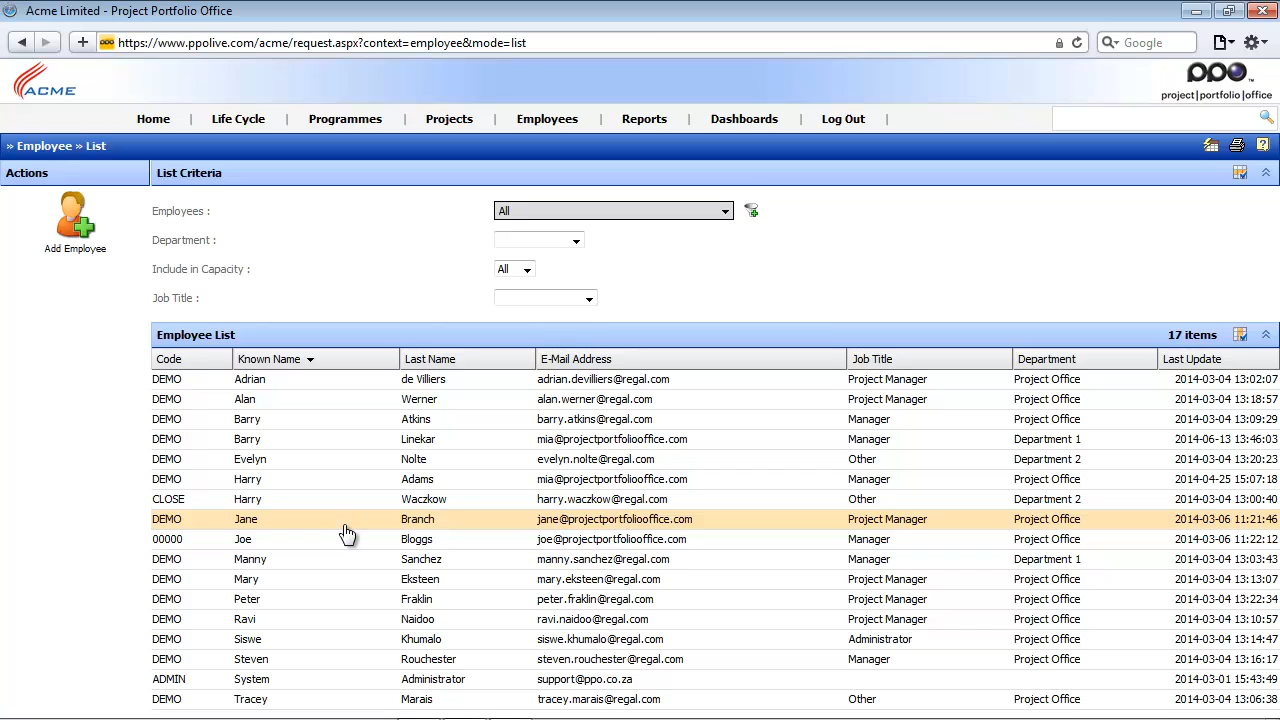 Acme Limited - Project Portfolio Office
https://www.ppolive.com/acme/request.aspx?context=employee&mode=list
Google
ACME
ppo™
project|portfolio|office
Home | Life Cycle | Programmes | Projects | Employees | Reports | Dashboards | Log Out |
» Employee » List
Actions
List Criteria
Add Employee
Employees : All
Department :
Include in Capacity : All
Job Title :
Employee List 17 items
Code Known Name Last Name E-Mail Address Job Title Department Last Update
DEMO Adrian de Villiers adrian.devilliers@regal.com Project Manager Project Office 2014-03-04 13:02:07
DEMO Alan Werner alan.werner@regal.com Project Manager Project Office 2014-03-04 13:18:57
DEMO Barry Atkins barry.atkins@regal.com Manager Project Office 2014-03-04 13:09:29
DEMO Barry Linekar mia@projectportfoliooffice.com Manager Department 1 2014-06-13 13:46:03
DEMO Evelyn Nolte evelyn.nolte@regal.com Other Department 2 2014-03-04 13:20:23
DEMO Harry Adams mia@projectportfoliooffice.com Manager Project Office 2014-04-25 15:07:18
CLOSE Harry Waczkow harry.waczkow@regal.com Other Department 2 2014-03-04 13:00:40
DEMO Jane Branch jane@projectportfoliooffice.com Project Manager Project Office 2014-03-06 11:21:46
00000 Joe Bloggs joe@projectportfoliooffice.com Manager Project Office 2014-03-06 11:22:12
DEMO Manny Sanchez manny.sanchez@regal.com Manager Department 1 2014-03-04 13:03:43
DEMO Mary Eksteen mary.eksteen@regal.com Project Manager Project Office 2014-03-04 13:13:07
DEMO Peter Fraklin peter.fraklin@regal.com Project Manager Project Office 2014-03-04 13:22:34
DEMO Ravi Naidoo ravi.naidoo@regal.com Project Manager Project Office 2014-03-04 13:10:57
DEMO Siswe Khumalo siswe.khumalo@regal.com Administrator Project Office 2014-03-04 13:14:47
DEMO Steven Rouchester steven.rouchester@regal.com Manager Project Office 2014-03-04 13:16:17
ADMIN System Administrator support@ppo.co.za 2014-03-01 15:43:49
DEMO Tracey Marais tracey.marais@regal.com Other Project Office 2014-03-04 13:06:38